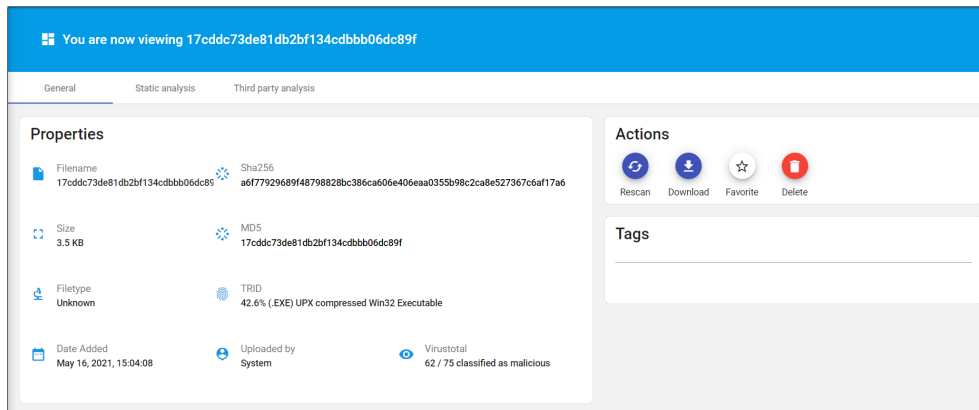 You are now viewing 17cddc73de81db2bf134cdbbb06dc89f
General Static analysis Third party analysis
Properties
Filename
17cddc73de81db2bf134cdbbb06dc89
Sha256
a6f77929689f48798828bc386ca606e406eaa0355b98c2ca8e527367c6af17a6
Size
3.5 KB
MD5
17cddc73de81db2bf134cdbbb06dc89f
Filetype
Unknown
TRID
42.6% (.EXE) UPX compressed Win32 Executable
Date Added
May 16, 2021, 15:04:08
Uploaded by
System
Virustotal
62 / 75 classified as malicious
Actions
Rescan Download Favorite Delete
Tags